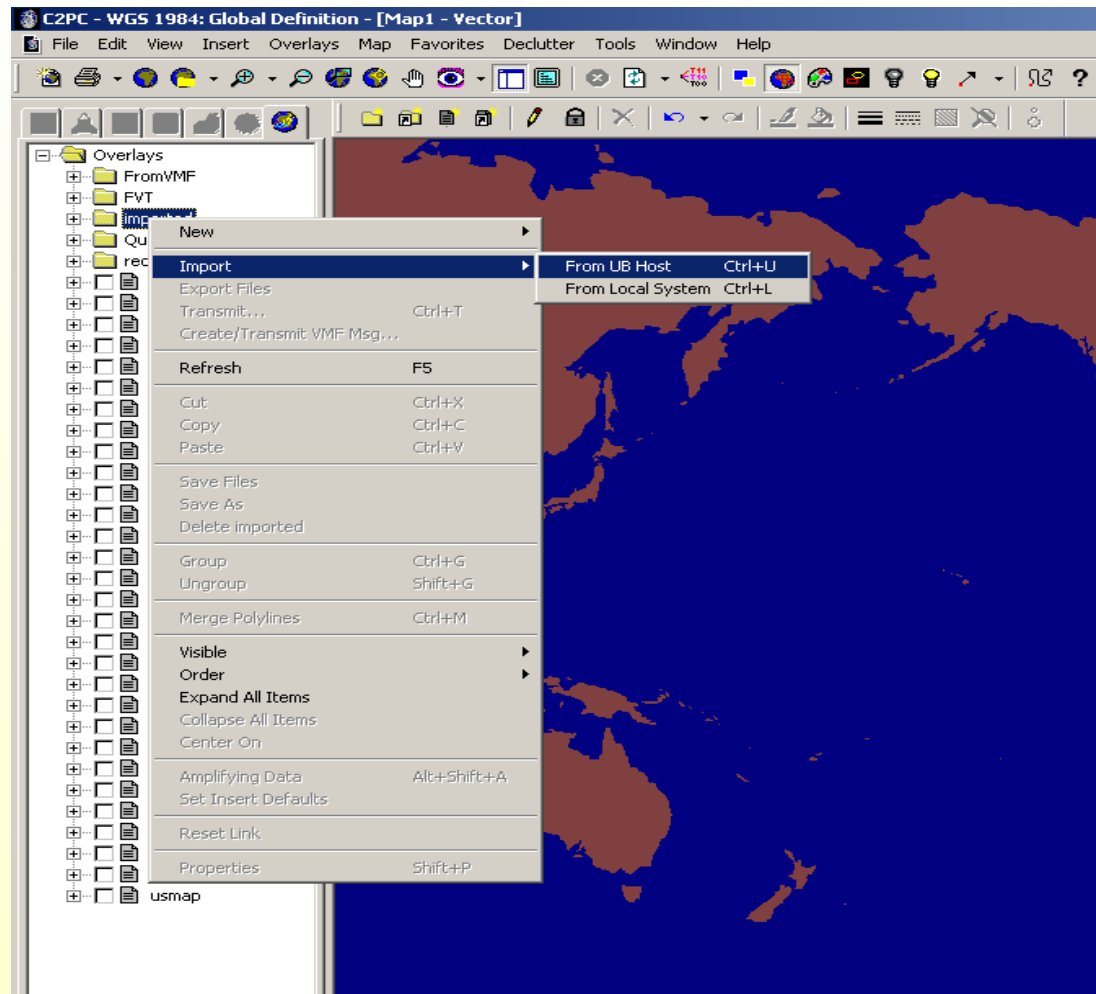 C2PC - WGS 1984: Global Definition - [Map1 - Vector]
File Edit View Insert Overlays Map Favorites Declutter Tools Window Help
Overlays
FromVMF
FVT
imported
Qu
rec
New
Import
Export Files
Transmit... Ctrl+T
Create/Transmit VMF Msg...
Refresh F5
Cut Ctrl+X
Copy Ctrl+C
Paste Ctrl+V
Save Files
Save As
Delete imported
Group Ctrl+G
Ungroup Shift+G
Merge Polylines Ctrl+M
Visible
Order
Expand All Items
Collapse All Items
Center On
Amplifying Data Alt+Shift+A
Set Insert Defaults
Reset Link
Properties Shift+P
From UB Host Ctrl+U
From Local System Ctrl+L
usmap